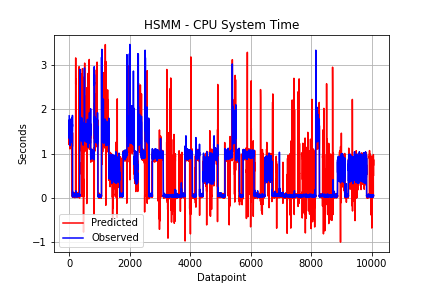 HSMM - CPU System Time
Seconds
3
2
1
0
−1
Predicted
Observed
0
2000
4000
6000
8000
10000
Datapoint